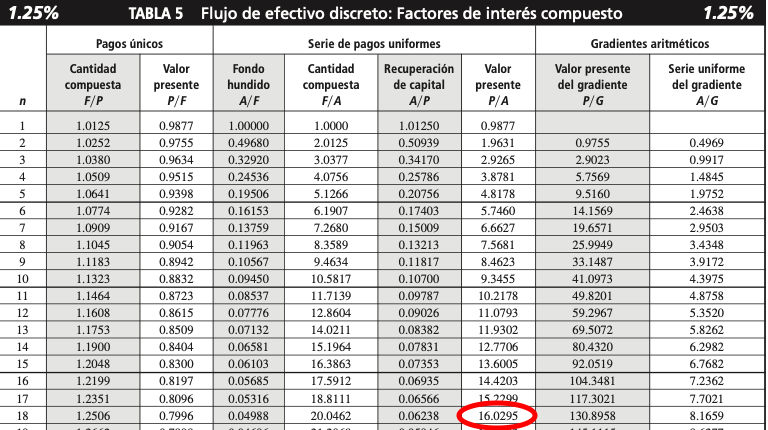 1.25% TABLA 5 Flujo de efectivo discreto: Factores de interés compuesto 1.25%
Pagos únicos Serie de pagos uniformes Gradientes aritméticos
Cantidad Valor Fondo Cantidad Recuperación Valor Valor presente Serie uniforme
compuesta presente hundido compuesta de capital presente del gradiente del gradiente
n F/P P/F A/F F/A A/P P/A P/G A/G
1 1.0125 0.9877 1.00000 1.0000 1.01250 0.9877
2 1.0252 0.9755 0.49680 2.0125 0.50939 1.9631 0.9755 0.4969
3 1.0380 0.9634 0.32920 3.0377 0.34170 2.9265 2.9023 0.9917
4 1.0509 0.9515 0.24536 4.0756 0.25786 3.8781 5.7569 1.4845
5 1.0641 0.9398 0.19506 5.1266 0.20756 4.8178 9.5160 1.9752
6 1.0774 0.9282 0.16153 6.1907 0.17403 5.7460 14.1569 2.4638
7 1.0909 0.9167 0.13759 7.2680 0.15009 6.6627 19.6571 2.9503
8 1.1045 0.9054 0.11963 8.3589 0.13213 7.5681 25.9949 3.4348
9 1.1183 0.8942 0.10567 9.4634 0.11817 8.4623 33.1487 3.9172
10 1.1323 0.8832 0.09450 10.5817 0.10700 9.3455 41.0973 4.3975
11 1.1464 0.8723 0.08537 11.7139 0.09787 10.2178 49.8201 4.8758
12 1.1608 0.8615 0.07776 12.8604 0.09026 11.0793 59.2967 5.3520
13 1.1753 0.8509 0.07132 14.0211 0.08382 11.9302 69.5072 5.8262
14 1.1900 0.8404 0.06581 15.1964 0.07831 12.7706 80.4320 6.2982
15 1.2048 0.8300 0.06103 16.3863 0.07353 13.6005 92.0519 6.7682
16 1.2199 0.8197 0.05685 17.5912 0.06935 14.4203 104.3481 7.2362
17 1.2351 0.8096 0.05316 18.8111 0.06566 15.2299 117.3021 7.7021
18 1.2506 0.7996 0.04988 20.0462 0.06238 16.0295 130.8958 8.1659